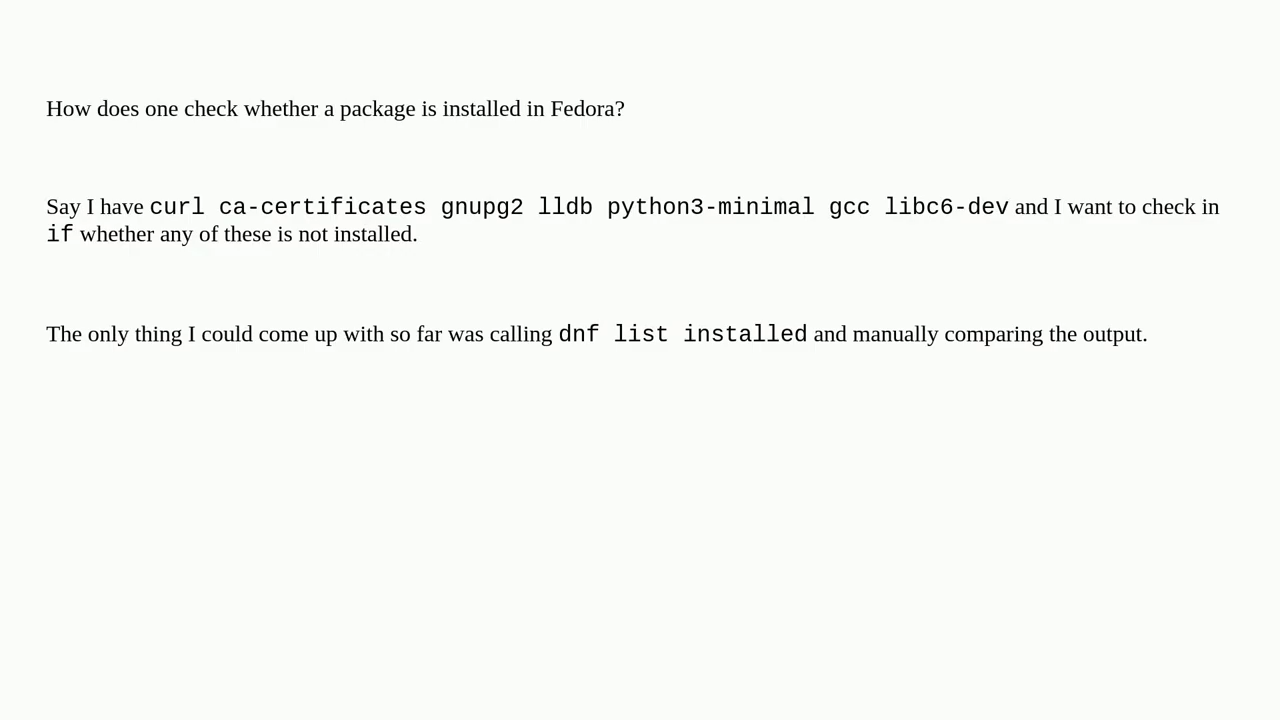 How does one check whether a package is installed in Fedora?
Say I have curl ca-certificates gnupg2 lldb python3-minimal gcc libc6-dev and I want to check in
if whether any of these is not installed.
The only thing I could come up with so far was calling dnf list installed and manually comparing the output.